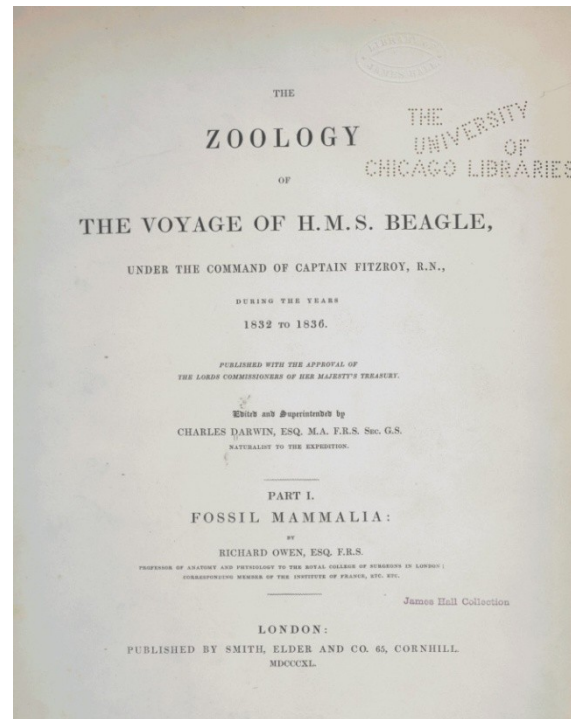 THE
ZOOLOGY
OF
THE VOYAGE OF H.M.S. BEAGLE,
UNDER THE COMMAND OF CAPTAIN FITZROY, R.N.,
DURING THE YEARS
1832 TO 1836.
PUBLISHED WITH THE APPROVAL OF
THE LORDS COMMISSIONERS OF HER MAJESTY'S TREASURY.
Edited and Superintended by
CHARLES DARWIN, ESQ. M.A. F.R.S. SEC. G.S.
NATURALIST TO THE EXPEDITION.
PART I.
FOSSIL MAMMALIA:
BY
RICHARD OWEN, ESQ. F.R.S.
PROFESSOR OF ANATOMY AND PHYSIOLOGY TO THE ROYAL COLLEGE OF SURGEONS IN LONDON;
CORRESPONDING MEMBER OF THE INSTITUTE OF FRANCE, ETC. ETC.
LONDON:
PUBLISHED BY SMITH, ELDER AND CO. 65, CORNHILL.
MDCCCXL.
THE
UNIVERSITY
OF
CHICAGO LIBRARIES
James Hall Collection